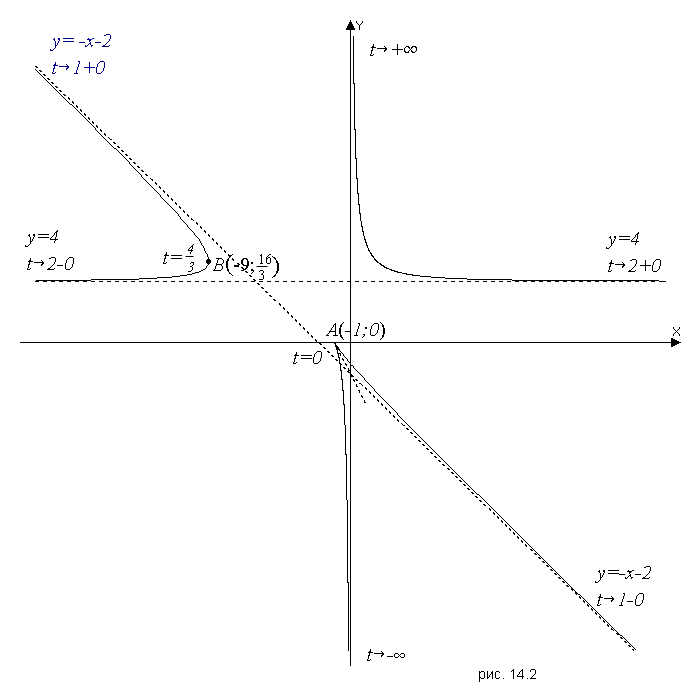 y= -x-2
t→1+0
Y
t→+∞
y=4
t→2-0
t=4/3
B(-9;16/3)
y=4
t→2+0
A(-1;0)
X
t=0
y=-x-2
t→1-0
t→-∞
рис. 14.2